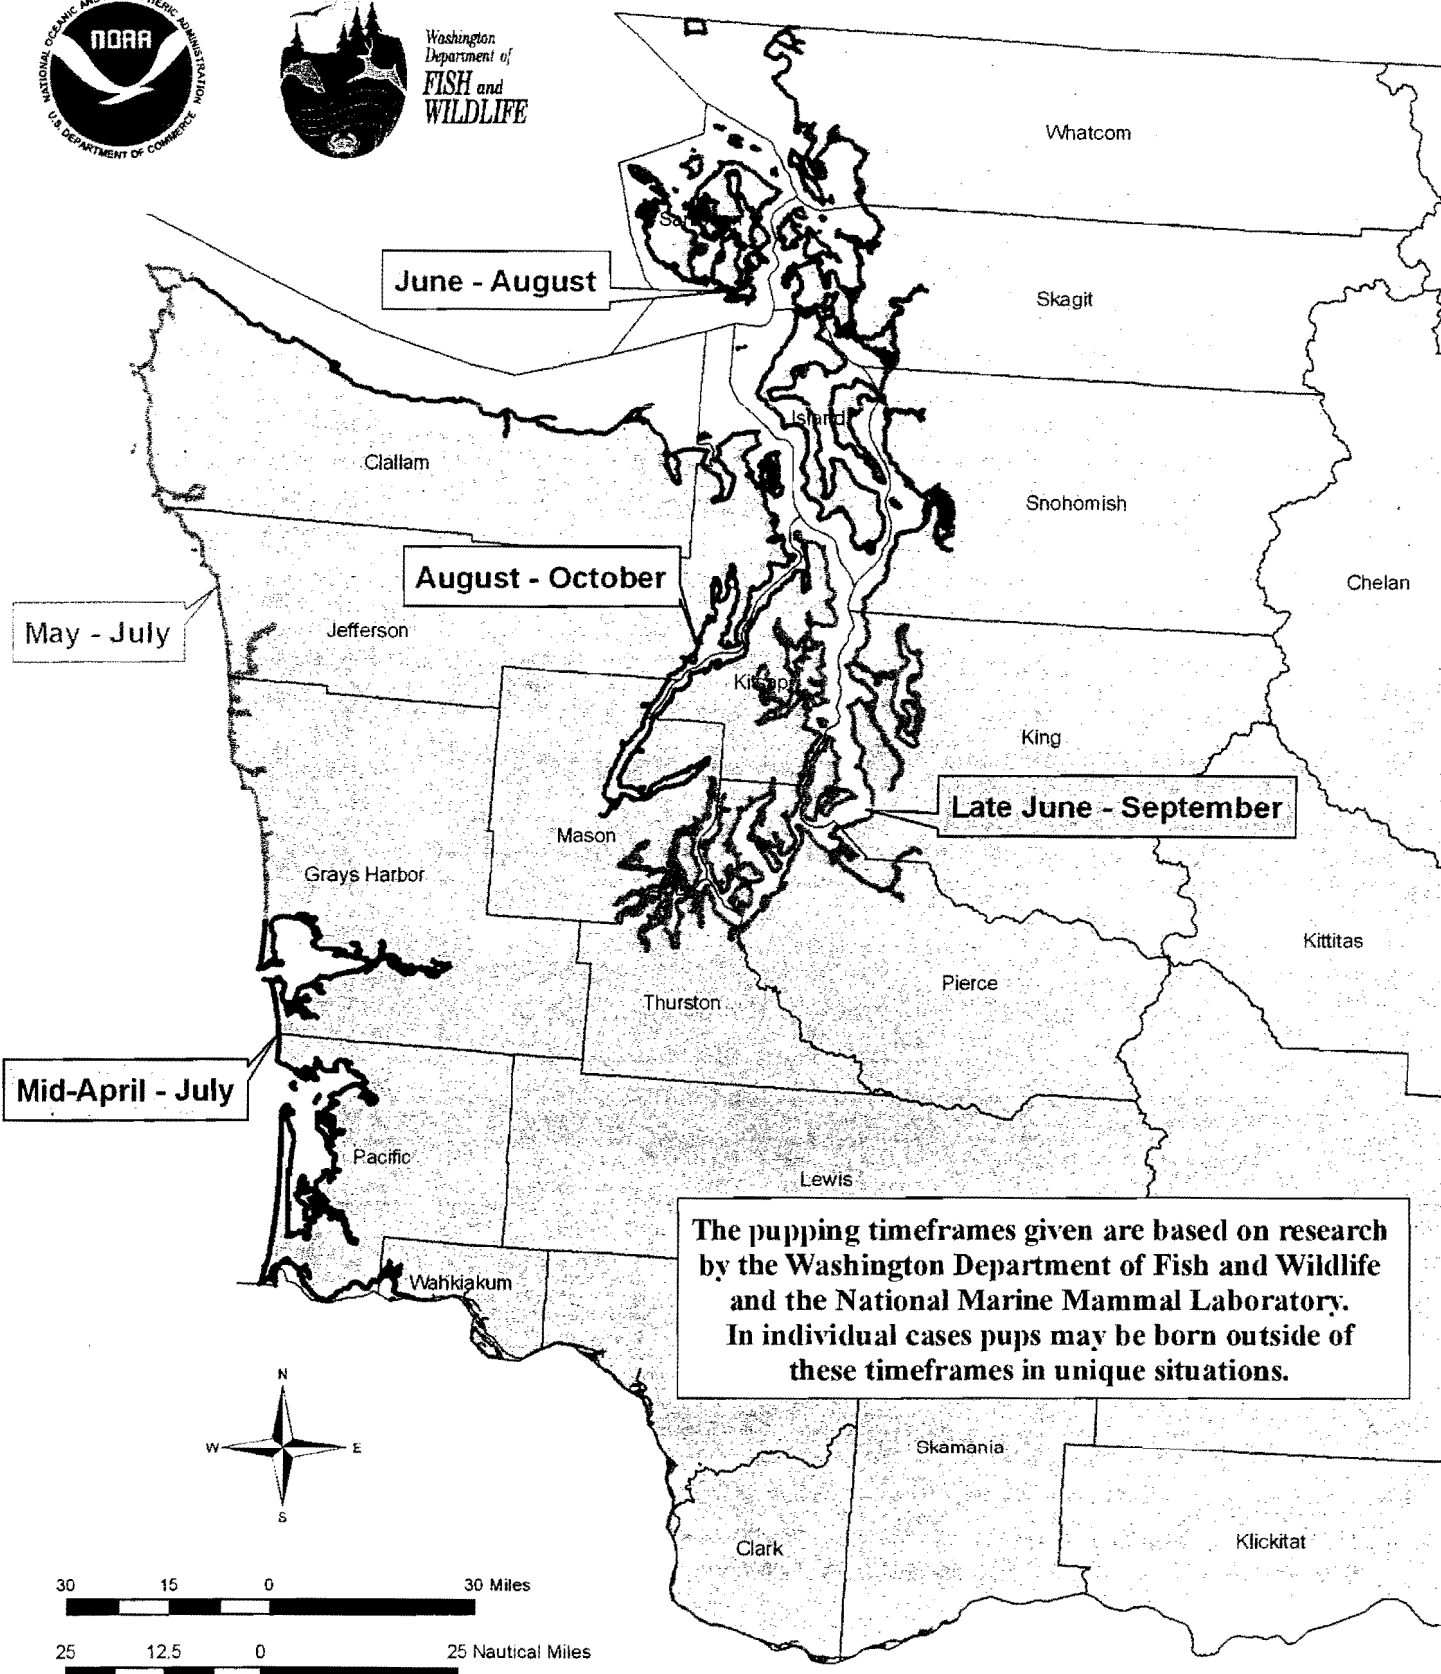 NATIONAL OCEANIC AND
ERIC ADMINISTRATION
U.S. DEPARTMENT OF COMMERCE
NOAA
Washington
Department of
FISH and
WILDLIFE
Whatcom
June - August
Skagit
Island
Clallam
Snohomish
August - October
Chelan
May - July
Jefferson
King
Late June - September
Mason
Grays Harbor
Kittitas
Pierce
Thurston
Mid-April - July
Pacific
Lewis
The pupping timeframes given are based on research
by the Washington Department of Fish and Wildlife
and the National Marine Mammal Laboratory.
In individual cases pups may be born outside of
these timeframes in unique situations.
Wahkiakum
N
W E
S
Skamania
Clark
Klickitat
30 15 0 30 Miles
25 12.5 0 25 Nautical Miles